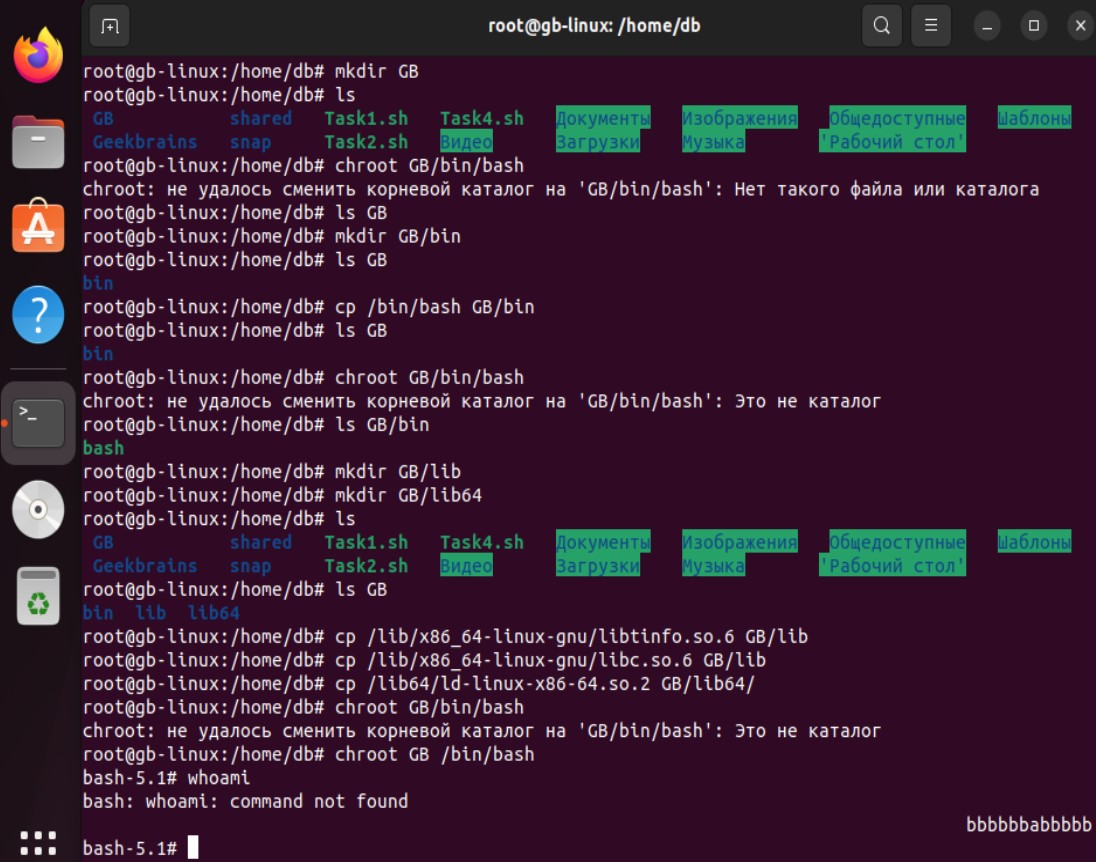 root@gb-linux: /home/db
root@gb-linux:/home/db# mkdir GB
root@gb-linux:/home/db# ls
GB shared Task1.sh Task4.sh Документы Изображения Общедоступные Шаблоны
Geekbrains snap Task2.sh Видео Загрузки Музыка 'Рабочий стол'
root@gb-linux:/home/db# chroot GB/bin/bash
chroot: не удалось сменить корневой каталог на 'GB/bin/bash': Нет такого файла или каталога
root@gb-linux:/home/db# ls GB
root@gb-linux:/home/db# mkdir GB/bin
root@gb-linux:/home/db# ls GB
bin
root@gb-linux:/home/db# cp /bin/bash GB/bin
root@gb-linux:/home/db# ls GB
bin
root@gb-linux:/home/db# chroot GB/bin/bash
chroot: не удалось сменить корневой каталог на 'GB/bin/bash': Это не каталог
root@gb-linux:/home/db# ls GB/bin
bash
root@gb-linux:/home/db# mkdir GB/lib
root@gb-linux:/home/db# mkdir GB/lib64
root@gb-linux:/home/db# ls
GB shared Task1.sh Task4.sh Документы Изображения Общедоступные Шаблоны
Geekbrains snap Task2.sh Видео Загрузки Музыка 'Рабочий стол'
root@gb-linux:/home/db# ls GB
bin lib lib64
root@gb-linux:/home/db# cp /lib/x86_64-linux-gnu/libtinfo.so.6 GB/lib
root@gb-linux:/home/db# cp /lib/x86_64-linux-gnu/libc.so.6 GB/lib
root@gb-linux:/home/db# cp /lib64/ld-linux-x86-64.so.2 GB/lib64/
root@gb-linux:/home/db# chroot GB/bin/bash
chroot: не удалось сменить корневой каталог на 'GB/bin/bash': Это не каталог
root@gb-linux:/home/db# chroot GB /bin/bash
bash-5.1# whoami
bash: whoami: command not found
bbbbbbabbbbb
bash-5.1#